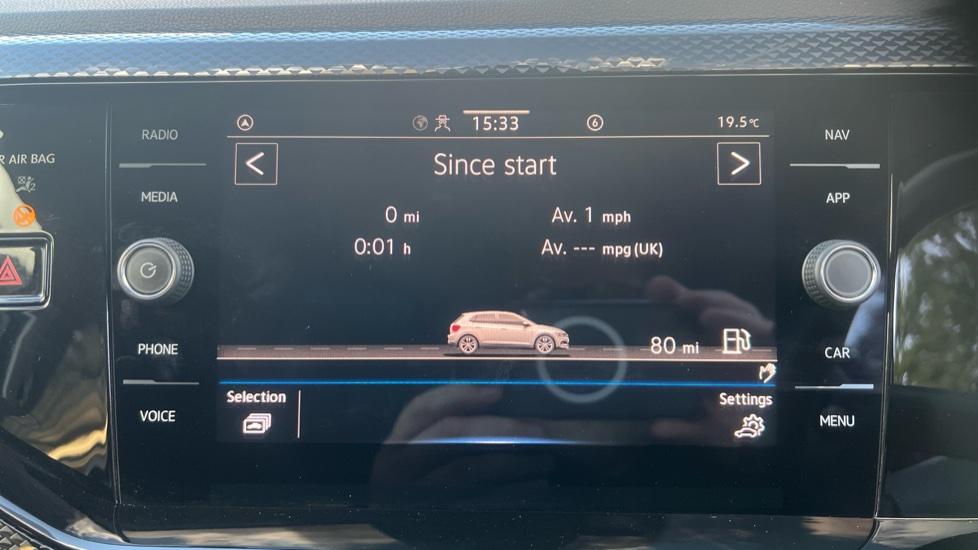 15:33
6
19.5°C
RADIO
NAV
R AIR BAG
< Since start >
MEDIA
APP
0 mi
Av. 1 mph
0:01 h
Av. --- mpg (UK)
PHONE
80 mi
CAR
Selection
Settings
VOICE
MENU